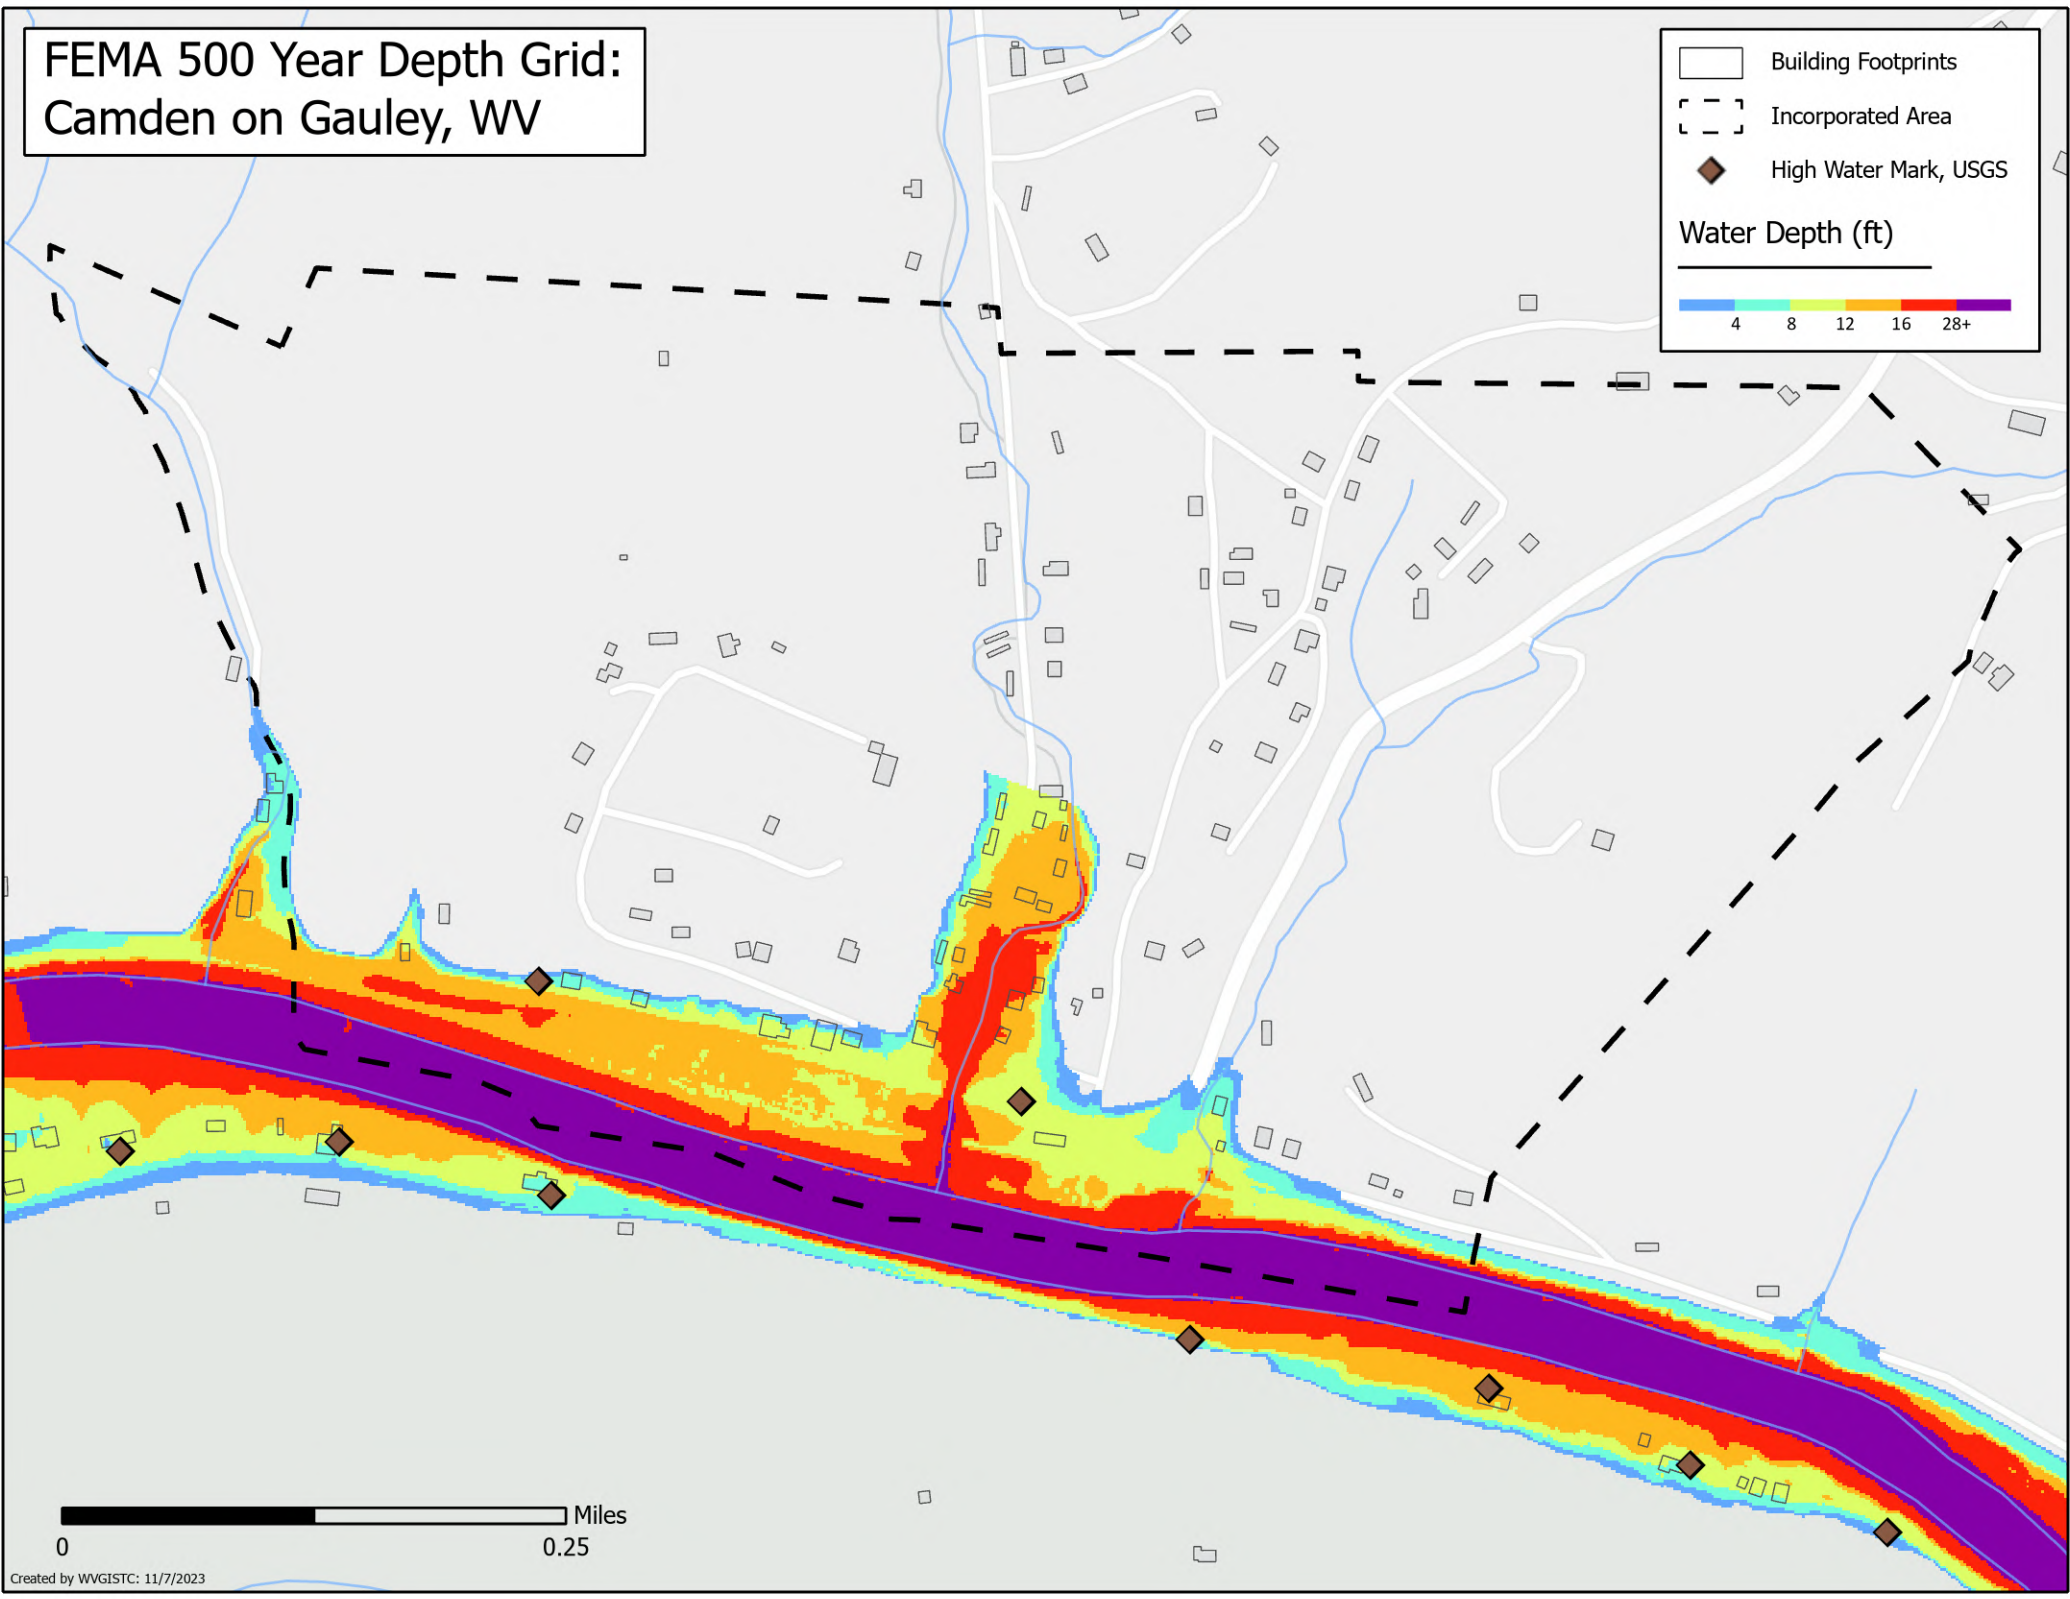 FEMA 500 Year Depth Grid:
Camden on Gauley, WV
Building Footprints
Incorporated Area
High Water Mark, USGS
Water Depth (ft)
4 8 12 16 28+
Miles
0 0.25
Created by WVGISTC: 11/7/2023